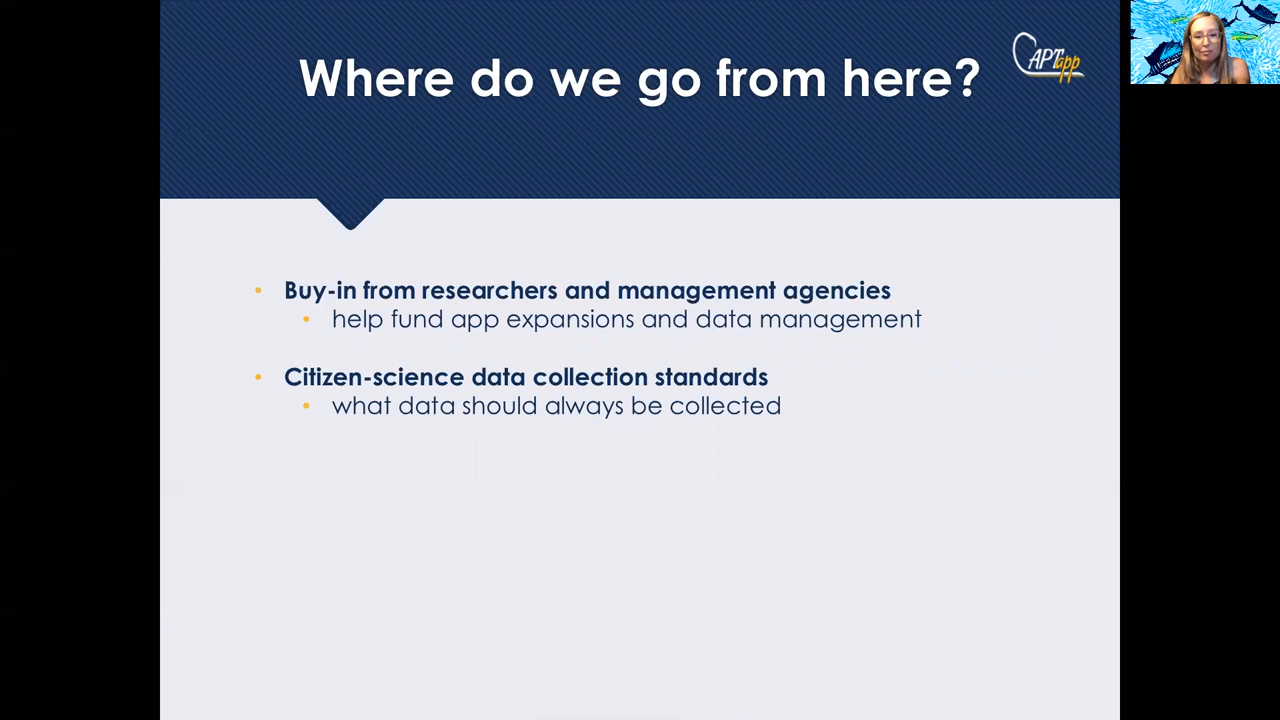 Where do we go from here?
CAPTapp
• Buy-in from researchers and management agencies
• help fund app expansions and data management
• Citizen-science data collection standards
• what data should always be collected